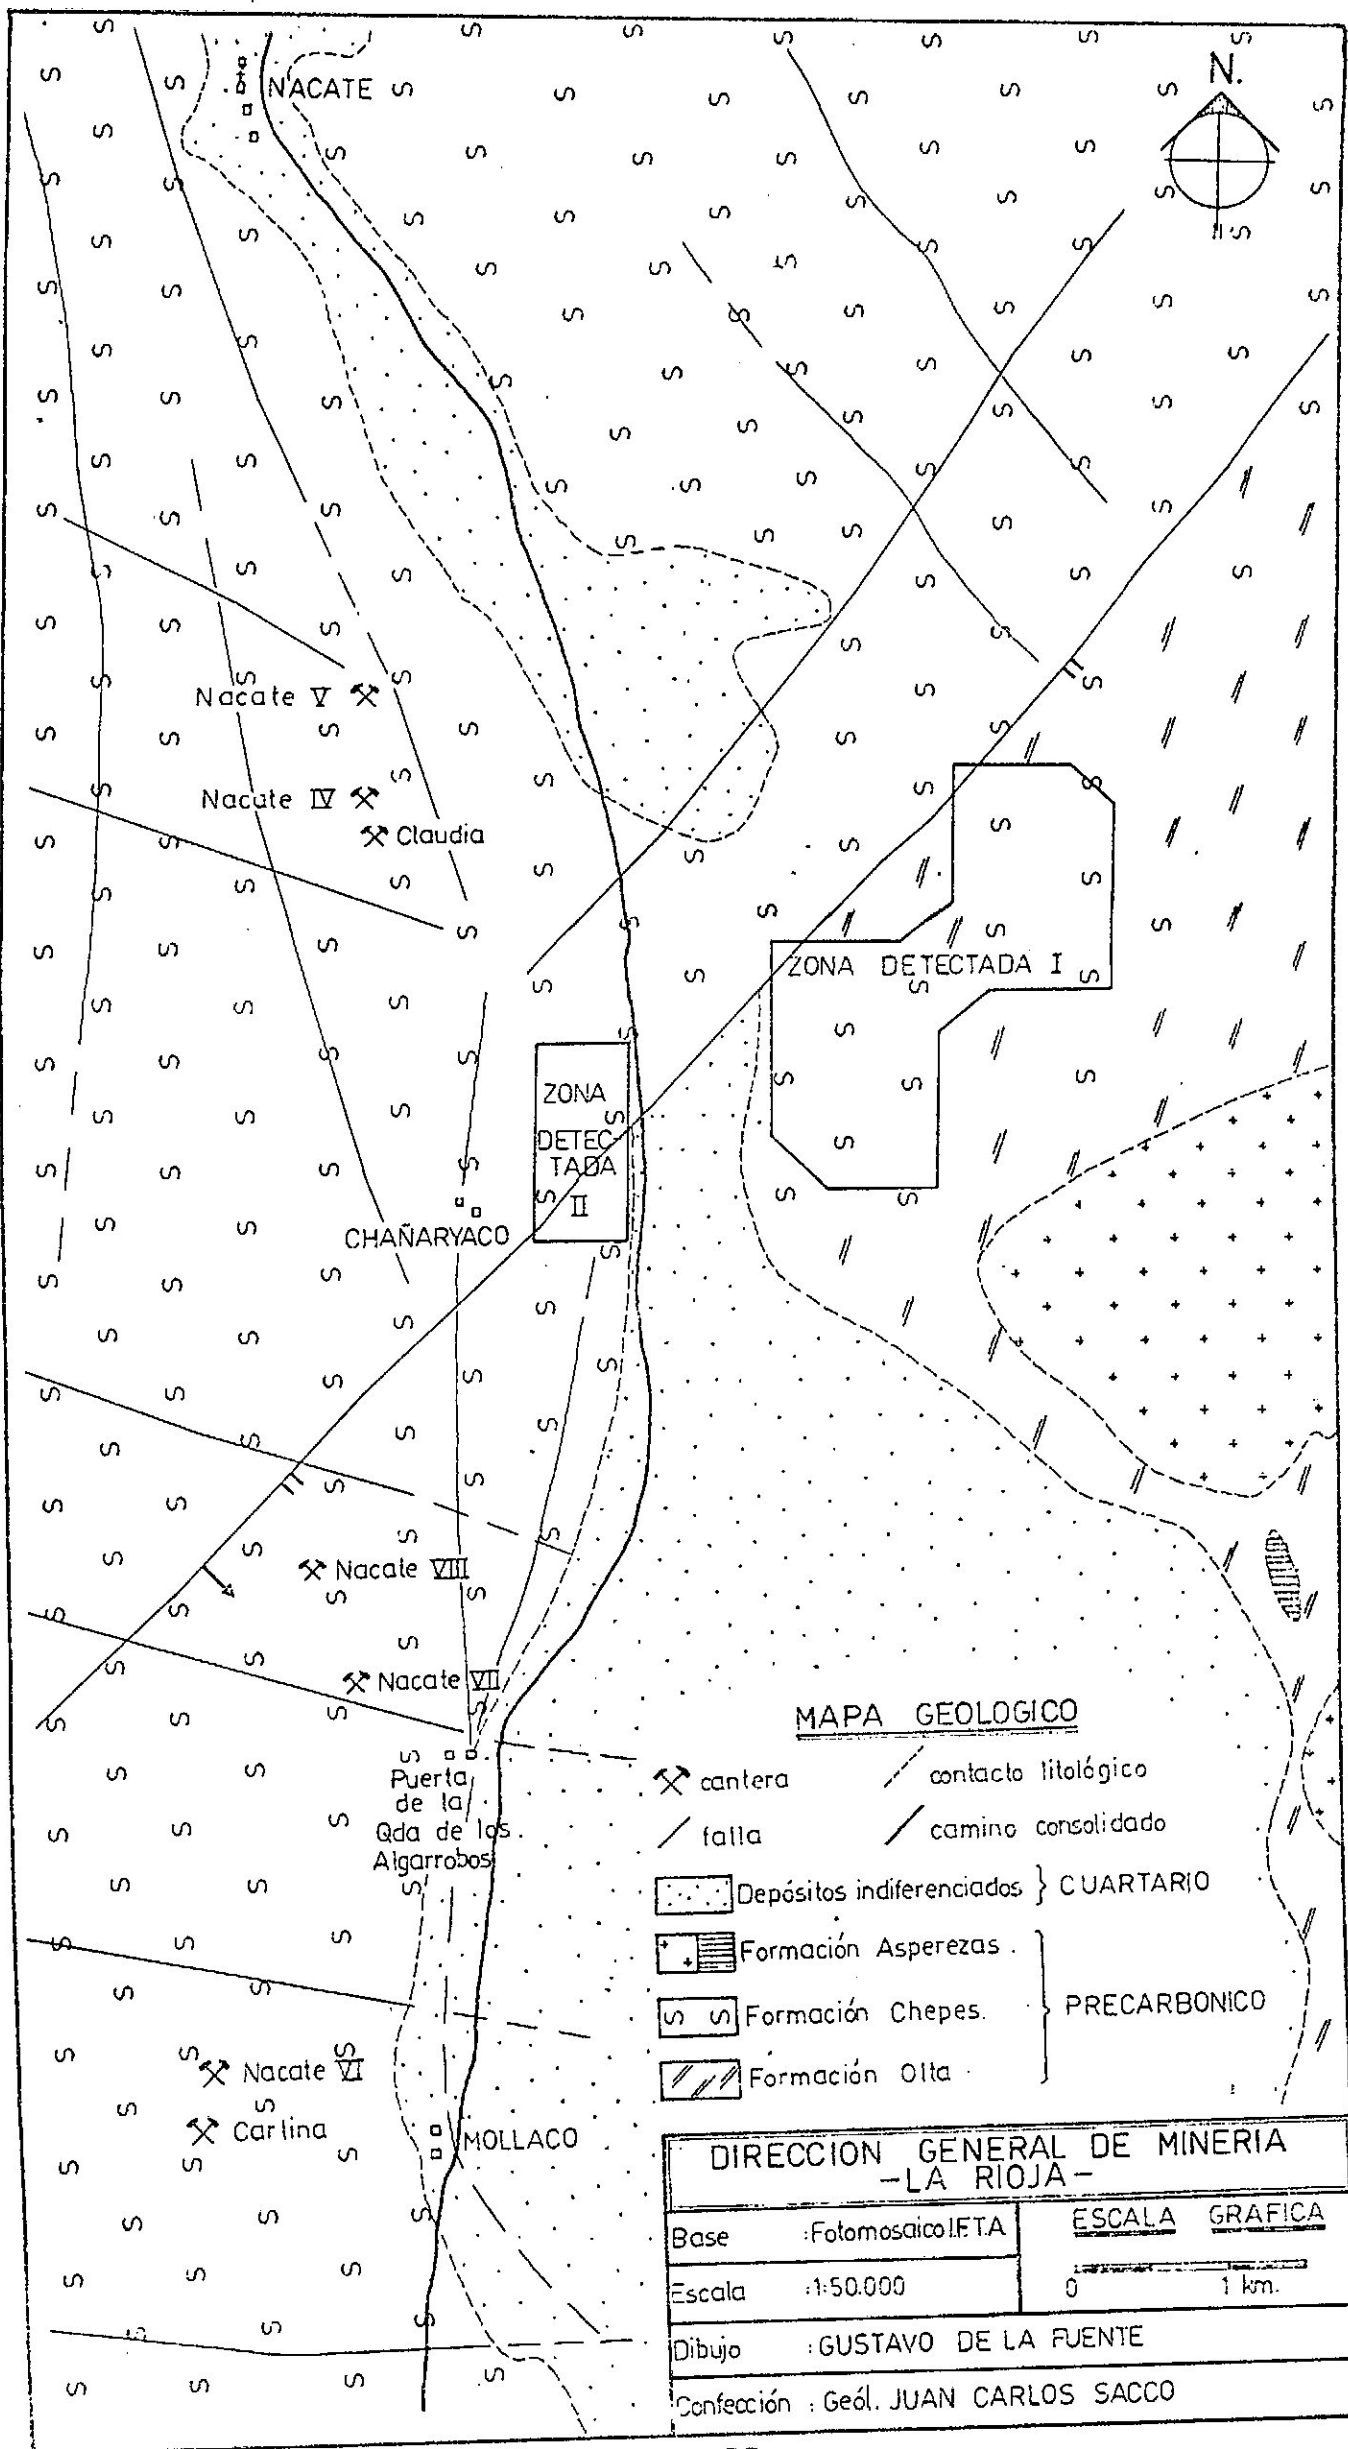 N.
NACATE
Nacate V
Nacate IV
Claudia
ZONA DETECTADA I
ZONA
DETEC-
TADA
II
CHAÑARYACO
Nacate VIII
Nacate VII
Puerta
de la
Qda de los
Algarrobos
Nacate VI
Carlina
MOLLACO
MAPA GEOLOGICO
cantera
contacto litológico
falla
camino consolidado
Depósitos indiferenciados } CUARTARIO
Formación Asperezas.
Formación Chepes.
PRECARBONICO
Formación Olta
DIRECCION GENERAL DE MINERIA
-LA RIOJA-
Base :Fotomosaico I.F.T.A
ESCALA GRAFICA
Escala :1:50.000
0 1 km.
Dibujo :GUSTAVO DE LA FUENTE
Confección : Geól. JUAN CARLOS SACCO